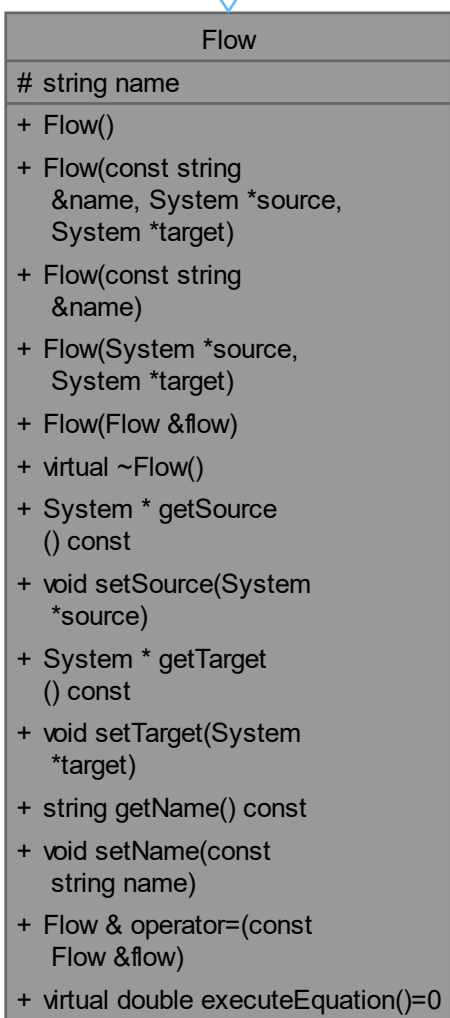 Flow
# string name
+ Flow()
+ Flow(const string
&name, System *source,
System *target)
+ Flow(const string
&name)
+ Flow(System *source,
System *target)
+ Flow(Flow &flow)
+ virtual ~Flow()
+ System * getSource
() const
+ void setSource(System
*source)
+ System * getTarget
() const
+ void setTarget(System
*target)
+ string getName() const
+ void setName(const
string name)
+ Flow & operator=(const
Flow &flow)
+ virtual double executeEquation()=0